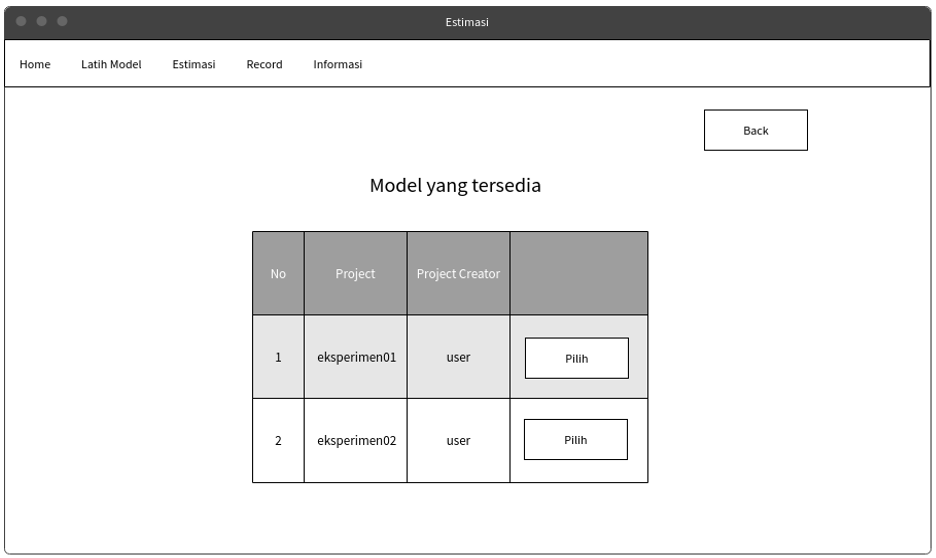 Estimasi
Home Latih Model Estimasi Record Informasi
Back
Model yang tersedia
No Project Project Creator
1 eksperimen01 user Pilih
2 eksperimen02 user Pilih